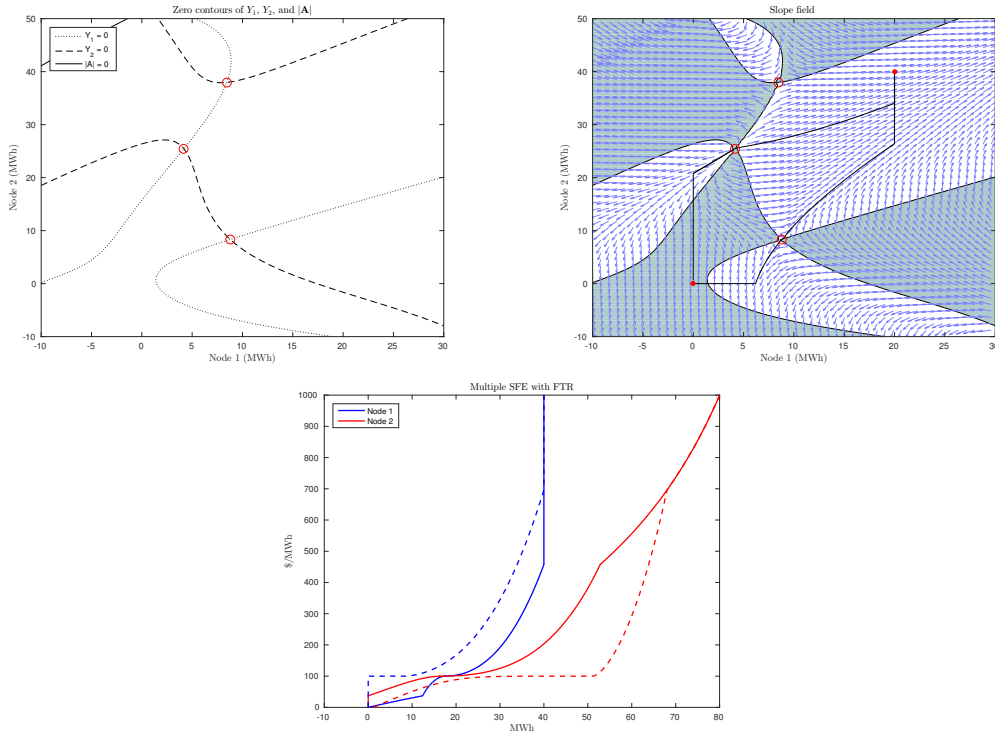 Zero contours of Y₁, Y₂, and |A|
Y₁ = 0
Y₂ = 0
|A| = 0
50
40
30
20
10
0
-10
Node 2 (MWh)
-10 -5 0 5 10 15 20 25 30
Node 1 (MWh)
Slope field
50
40
30
20
10
0
-10
Node 2 (MWh)
-10 -5 0 5 10 15 20 25 30
Node 1 (MWh)
Multiple SFE with FTR
Node 1
Node 2
1000
900
800
700
600
500
400
300
200
100
0
$/MWh
-10 0 10 20 30 40 50 60 70 80
MWh